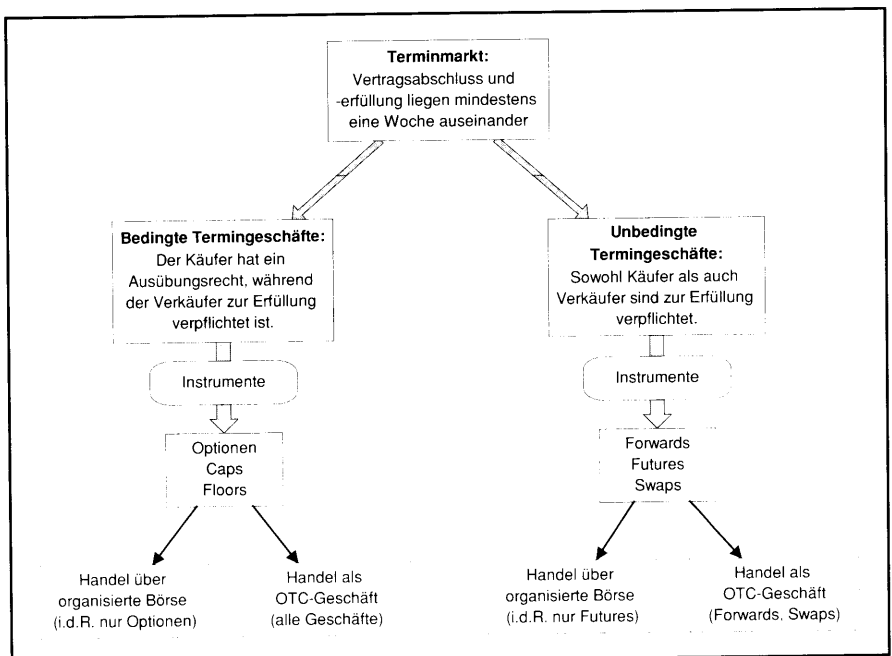 Terminmarkt:
Vertragsabschluss und
-erfüllung liegen mindestens
eine Woche auseinander
Bedingte Termingeschäfte:
Der Käufer hat ein
Ausübungsrecht, während
der Verkäufer zur Erfüllung
verpflichtet ist.
Unbedingte
Termingeschäfte:
Sowohl Käufer als auch
Verkäufer sind zur Erfüllung
verpflichtet.
Instrumente
Instrumente
Optionen
Caps
Floors
Forwards
Futures
Swaps
Handel über
organisierte Börse
(i.d.R. nur Optionen)
Handel als
OTC-Geschäft
(alle Geschäfte)
Handel über
organisierte Börse
(i.d.R. nur Futures)
Handel als
OTC-Geschäft
(Forwards, Swaps)